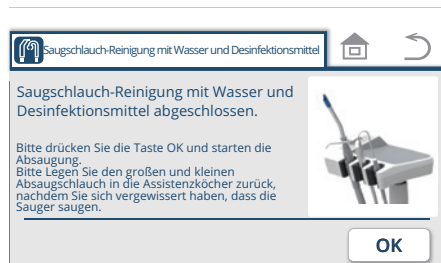 Saugschlauch-Reinigung mit Wasser und Desinfektionsmittel
Saugschlauch-Reinigung mit Wasser und
Desinfektionsmittel abgeschlossen.
Bitte drücken Sie die Taste OK und starten die
Absaugung.
Bitte Legen Sie den großen und kleinen
Absaugschlauch in die Assistenzköcher zurück,
nachdem Sie sich vergewissert haben, dass die
Sauger saugen.
OK